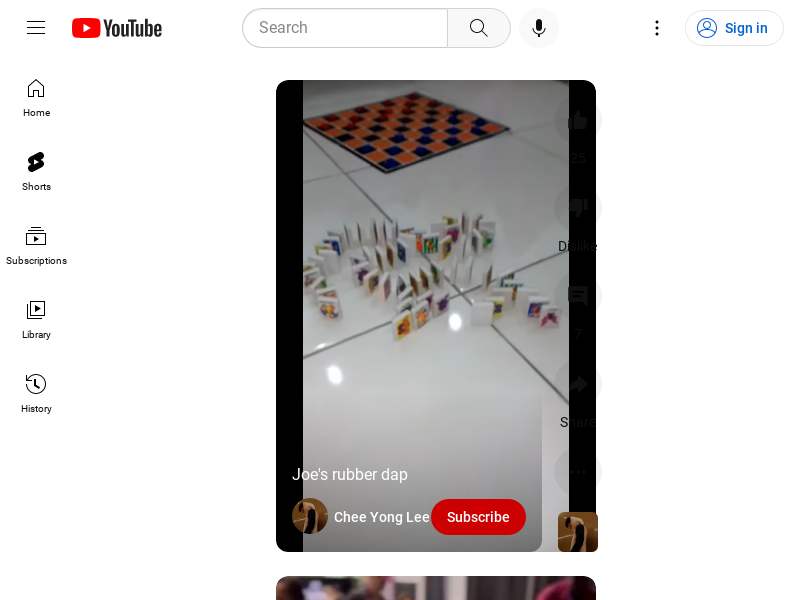 YouTube
Search
Sign in
Home
Shorts
Subscriptions
Library
History
25
Dislike
7
Share
Joe's rubber dap
Chee Yong Lee
Subscribe